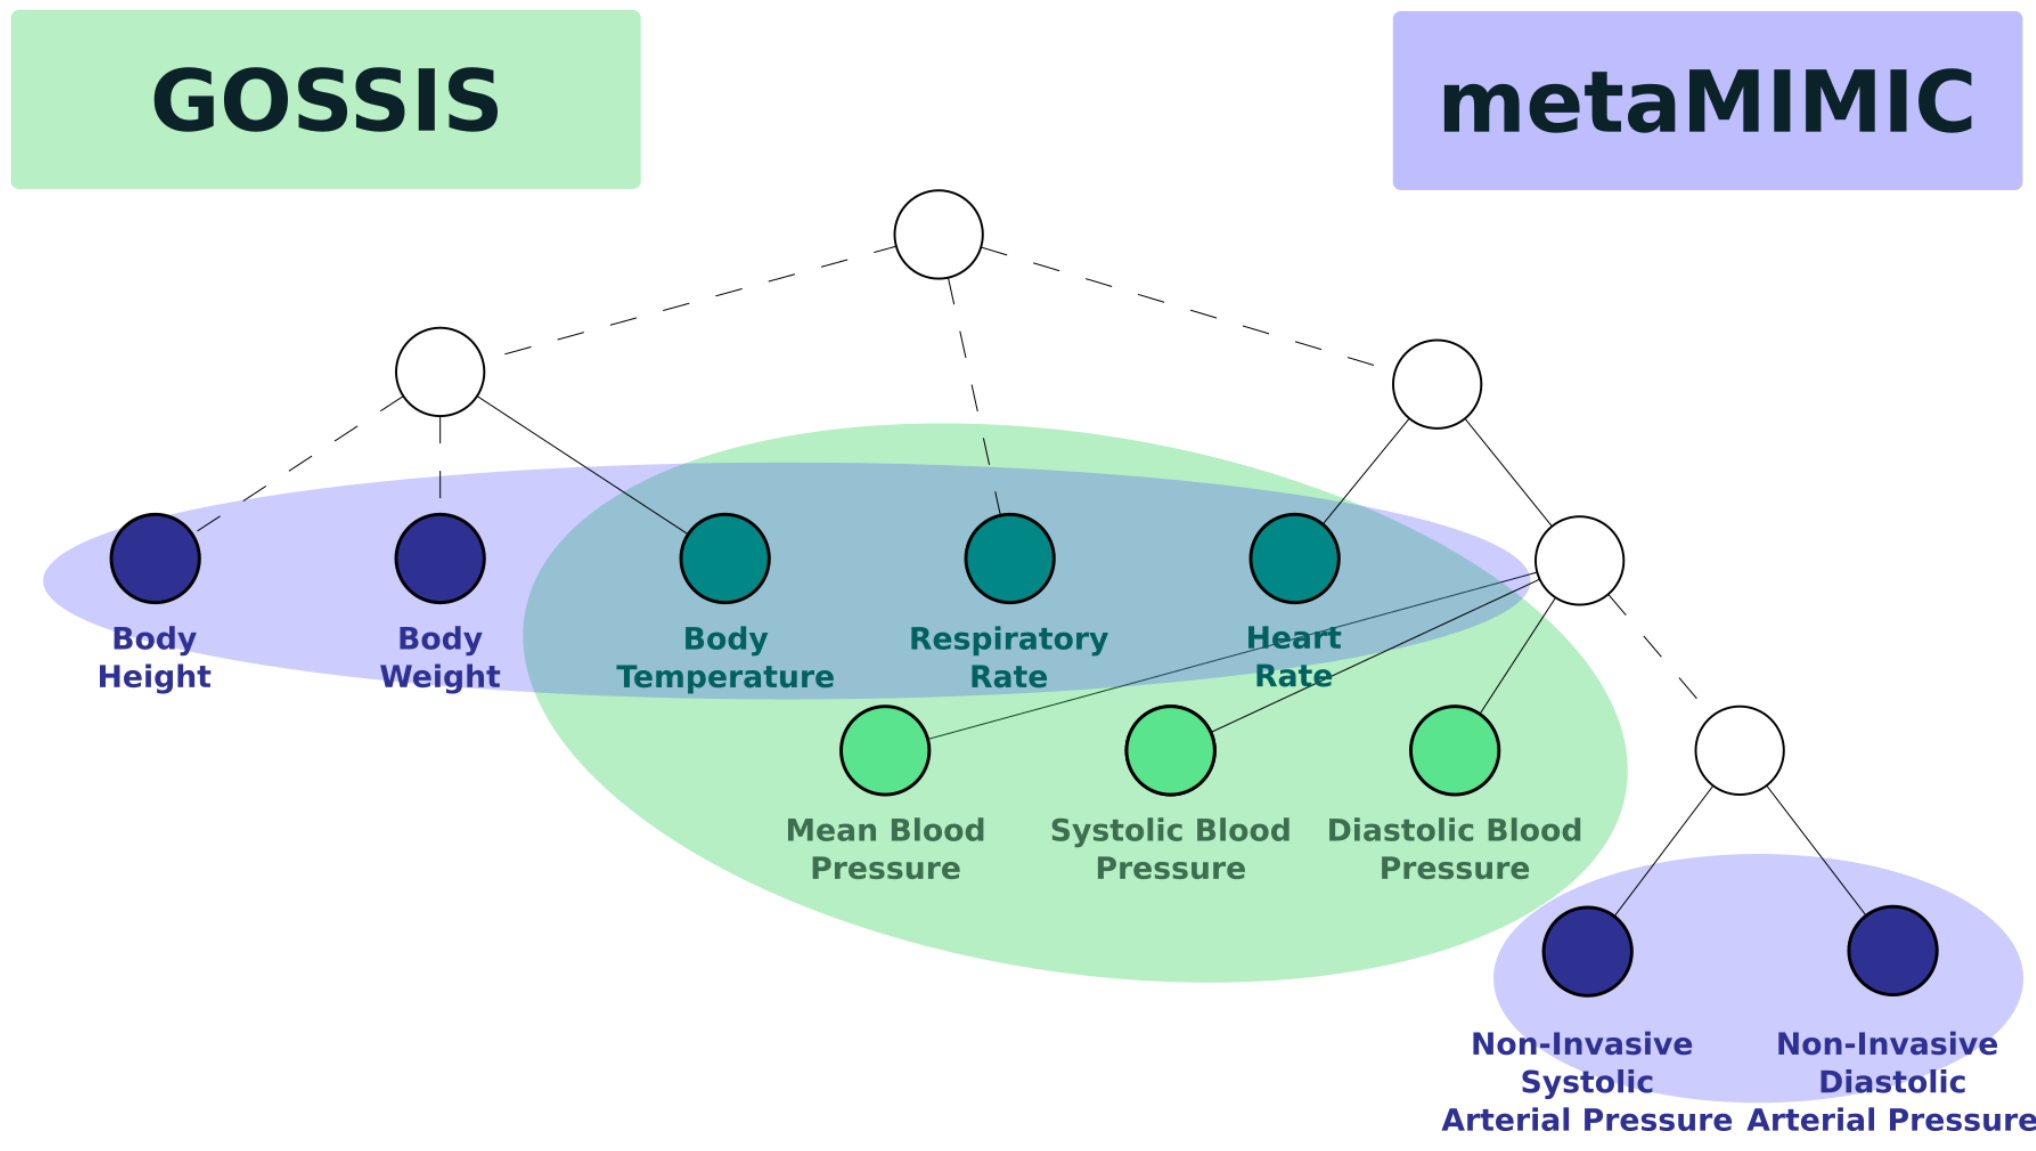 GOSSIS
metaMIMIC
Body
Height
Body
Weight
Body
Temperature
Respiratory
Rate
Heart
Rate
Mean Blood
Pressure
Systolic Blood
Pressure
Diastolic Blood
Pressure
Non-Invasive
Systolic
Arterial Pressure
Non-Invasive
Diastolic
Arterial Pressure